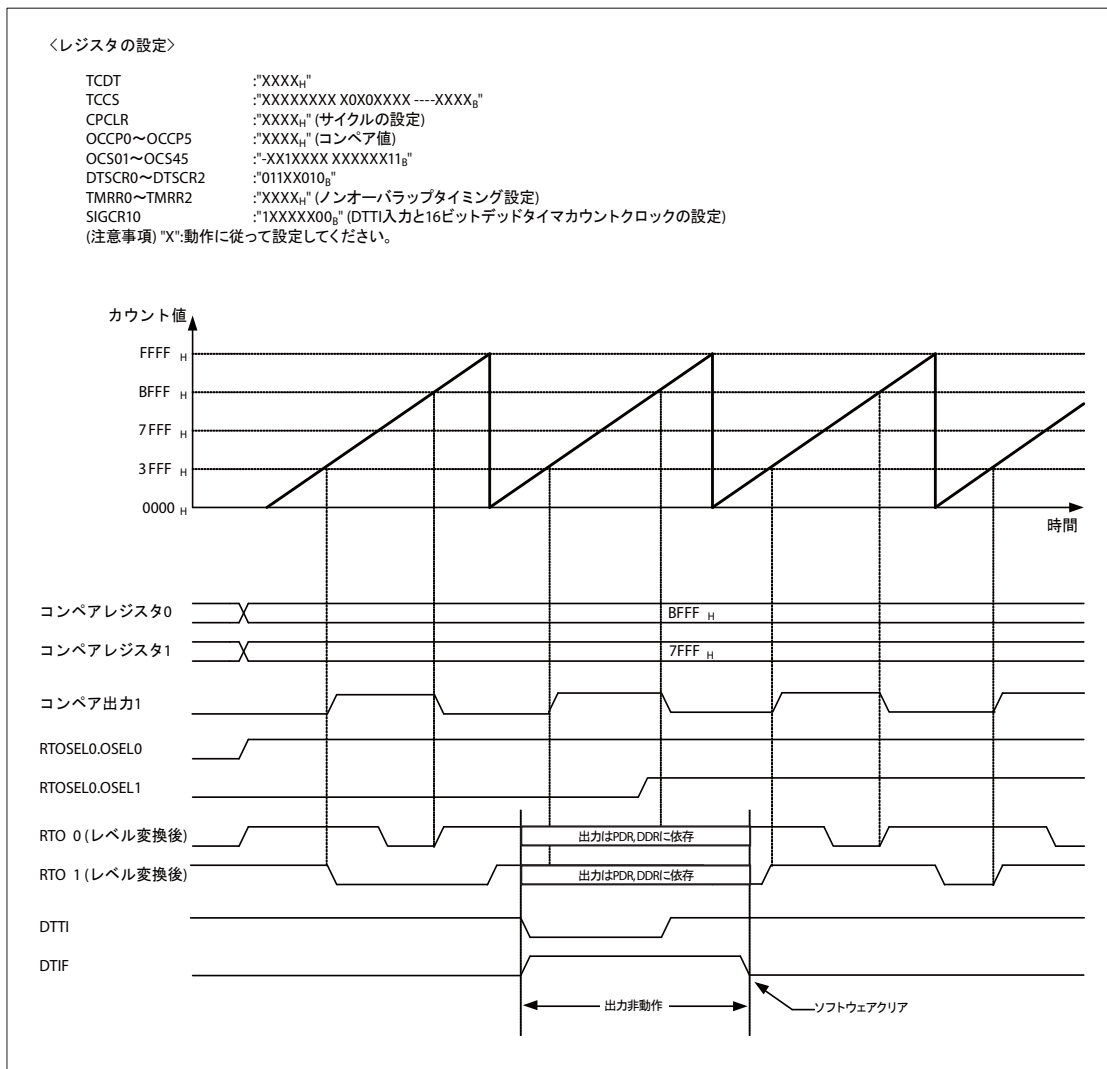 〈レジスタの設定〉
TCDT :"XXXXH"
TCCS :"XXXXXXXX X0X0XXXX ----XXXXB"
CPCLR :"XXXXH" (サイクルの設定)
OCCP0～OCCP5 :"XXXXH" (コンペア値)
OCS01～OCS45 :"-XX1XXXX XXXXXX11B"
DTSCR0～DTSCR2 :"011XX010B"
TMRR0～TMRR2 :"XXXXH" (ノンオーバラップタイミング設定)
SIGCR10 :"1XXXXX00B" (DTTI入力と16ビットデッドタイマカウントクロックの設定)
(注意事項) "X":動作に従って設定してください。
カウント値
FFFF H
BFFF H
7FFF H
3FFF H
0000 H
時間
コンペアレジスタ0 BFFF H
コンペアレジスタ1 7FFF H
コンペア出力1
RTOSEL0.OSEL0
RTOSEL0.OSEL1
RTO 0 (レベル変換後) 出力はPDR, DDRに依存
RTO 1 (レベル変換後) 出力はPDR, DDRに依存
DTTI
DTIF
出力非動作 ソフトウェアクリア